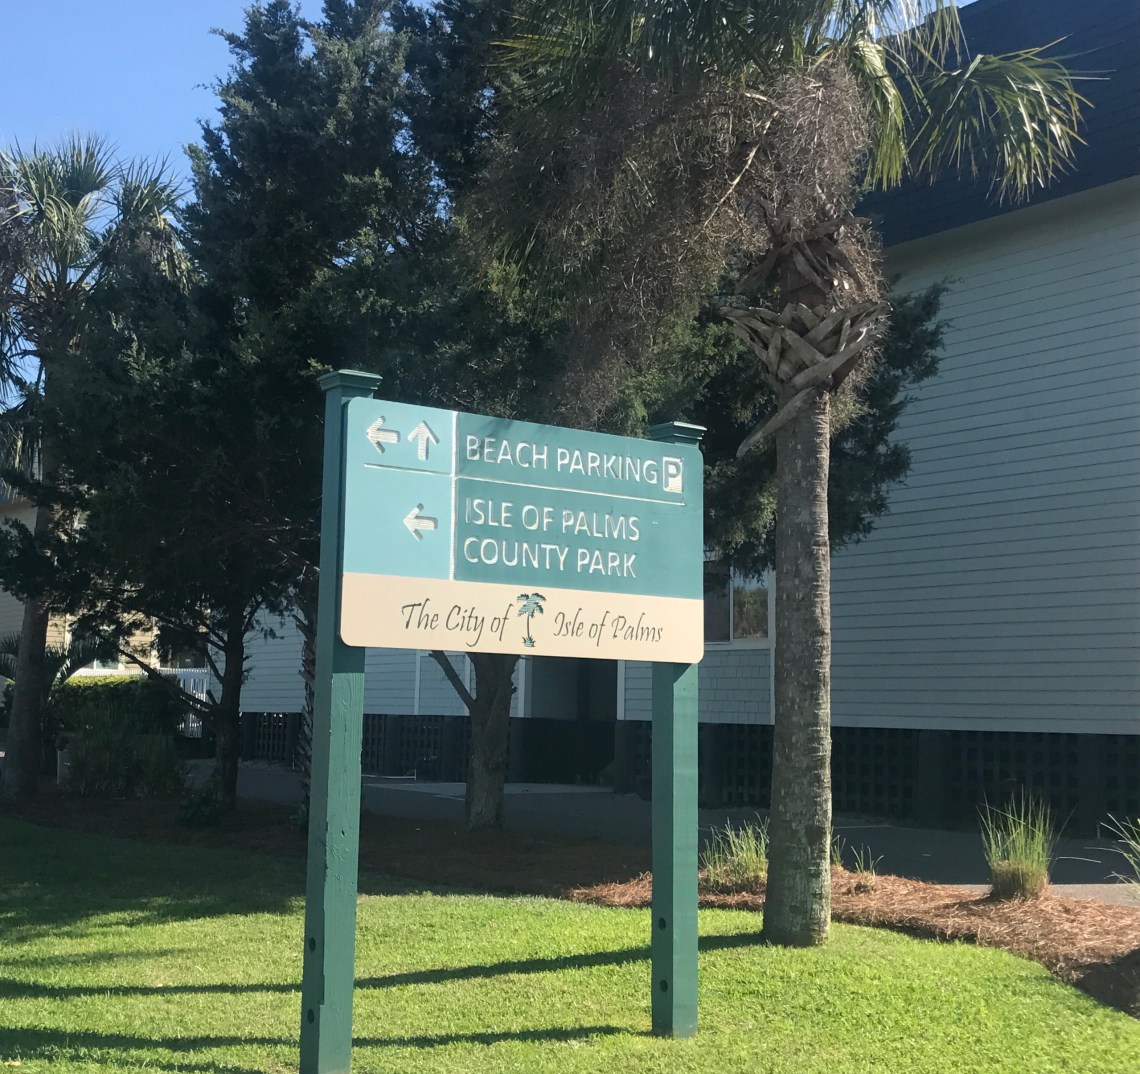 BEACH PARKING P
ISLE OF PALMS
COUNTY PARK
The City of Isle of Palms